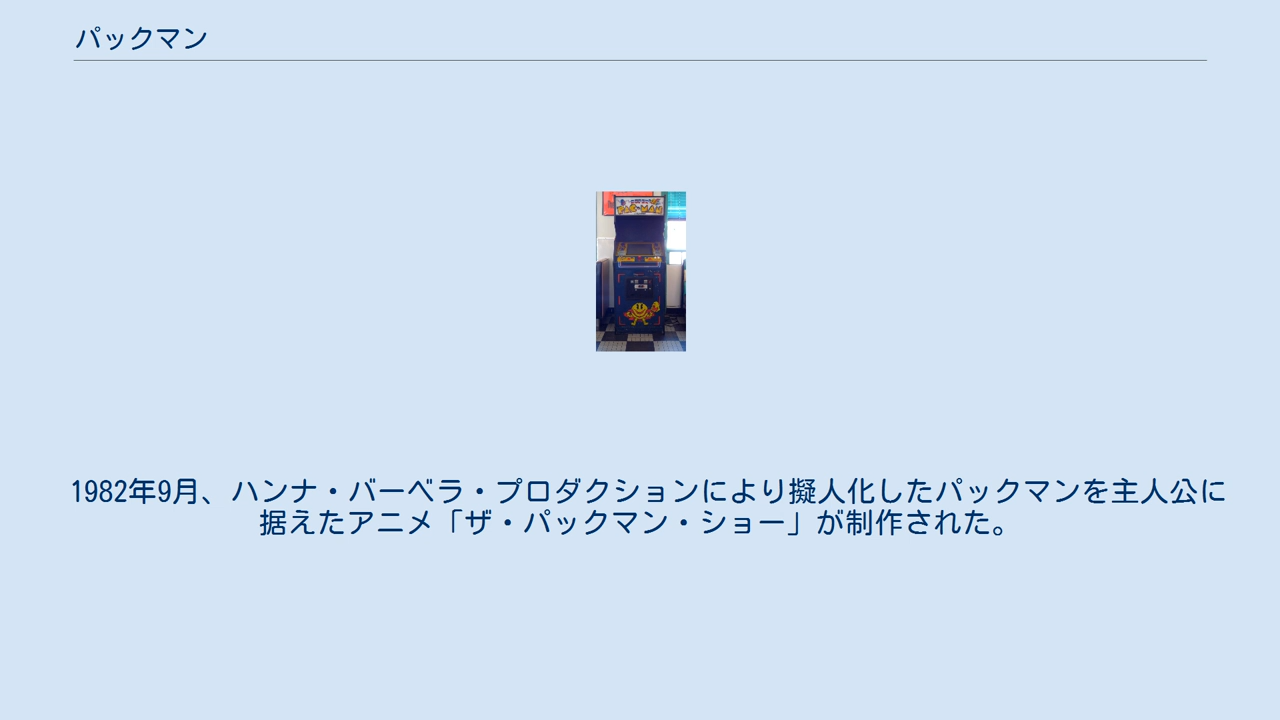 パックマン
PAC-MAN
1982年9月、ハンナ・バーベラ・プロダクションにより擬人化したパックマンを主人公に
据えたアニメ「ザ・パックマン・ショー」が制作された。